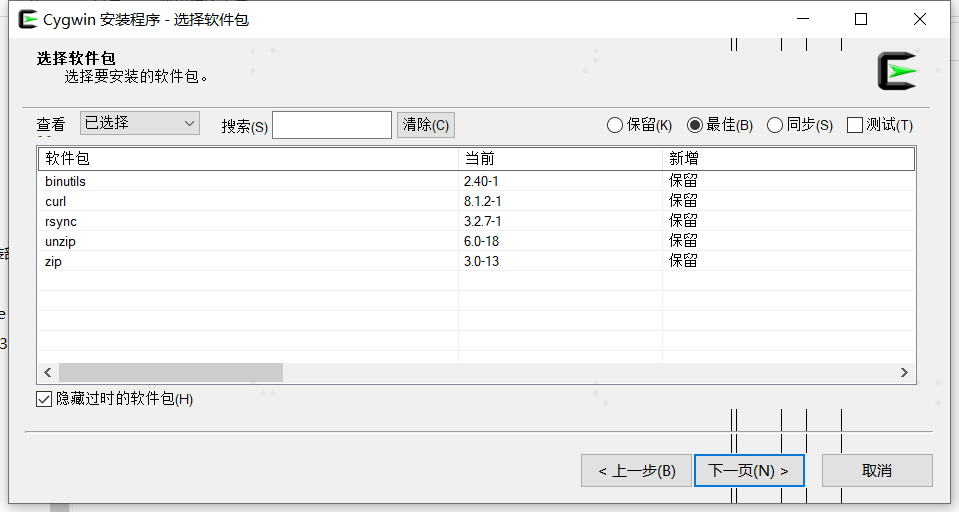 Cygwin 安装程序 - 选择软件包
选择软件包
选择要安装的软件包。
查看 已选择 搜索(S) 清除(C) 保留(K) 最佳(B) 同步(S) 测试(T)
软件包 当前 新增
binutils 2.40-1 保留
curl 8.1.2-1 保留
rsync 3.2.7-1 保留
unzip 6.0-18 保留
zip 3.0-13 保留
隐藏过时的软件包(H)
< 上一步(B) 下一页(N) > 取消